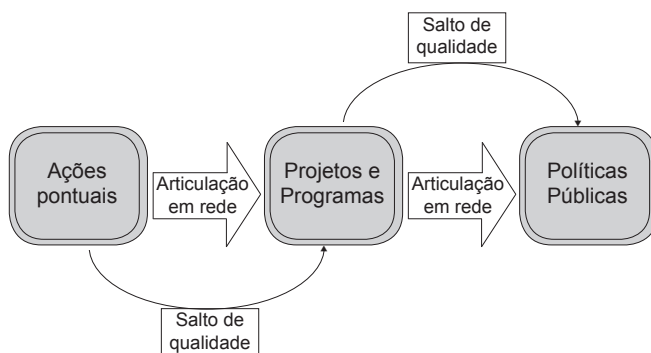 Salto de
qualidade
Ações
pontuais
Articulação
em rede
Projetos e
Programas
Articulação
em rede
Políticas
Públicas
Salto de
qualidade